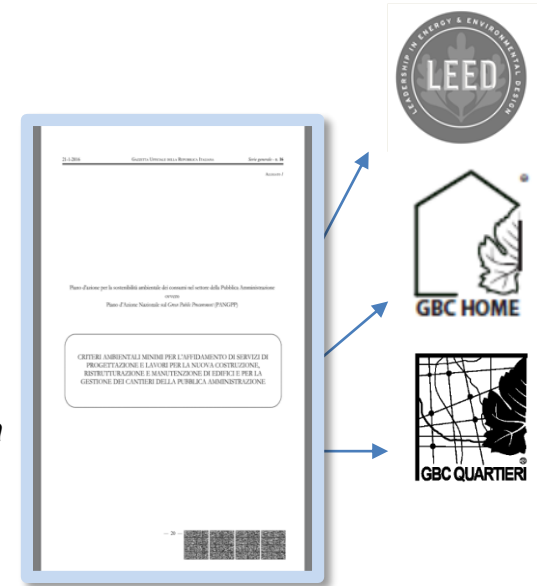 21-1-2016 GAZZETTA UFFICIALE DELLA REPUBBLICA ITALIANA Serie generale - n. 16
ALLEGATO 1
Piano d'azione per la sostenibilità ambientale dei consumi nel settore della Pubblica Amministrazione
ovvero
Piano d'Azione Nazionale sul Green Public Procurement (PANGPP)
CRITERI AMBIENTALI MINIMI PER L'AFFIDAMENTO DI SERVIZI DI
PROGETTAZIONE E LAVORI PER LA NUOVA COSTRUZIONE,
RISTRUTTURAZIONE E MANUTENZIONE DI EDIFICI E PER LA
GESTIONE DEI CANTIERI DELLA PUBBLICA AMMINISTRAZIONE
— 20 —
LEADERSHIP IN ENERGY & ENVIRONMENTAL DESIGN
LEED
GBC HOME
GBC QUARTIERI
®